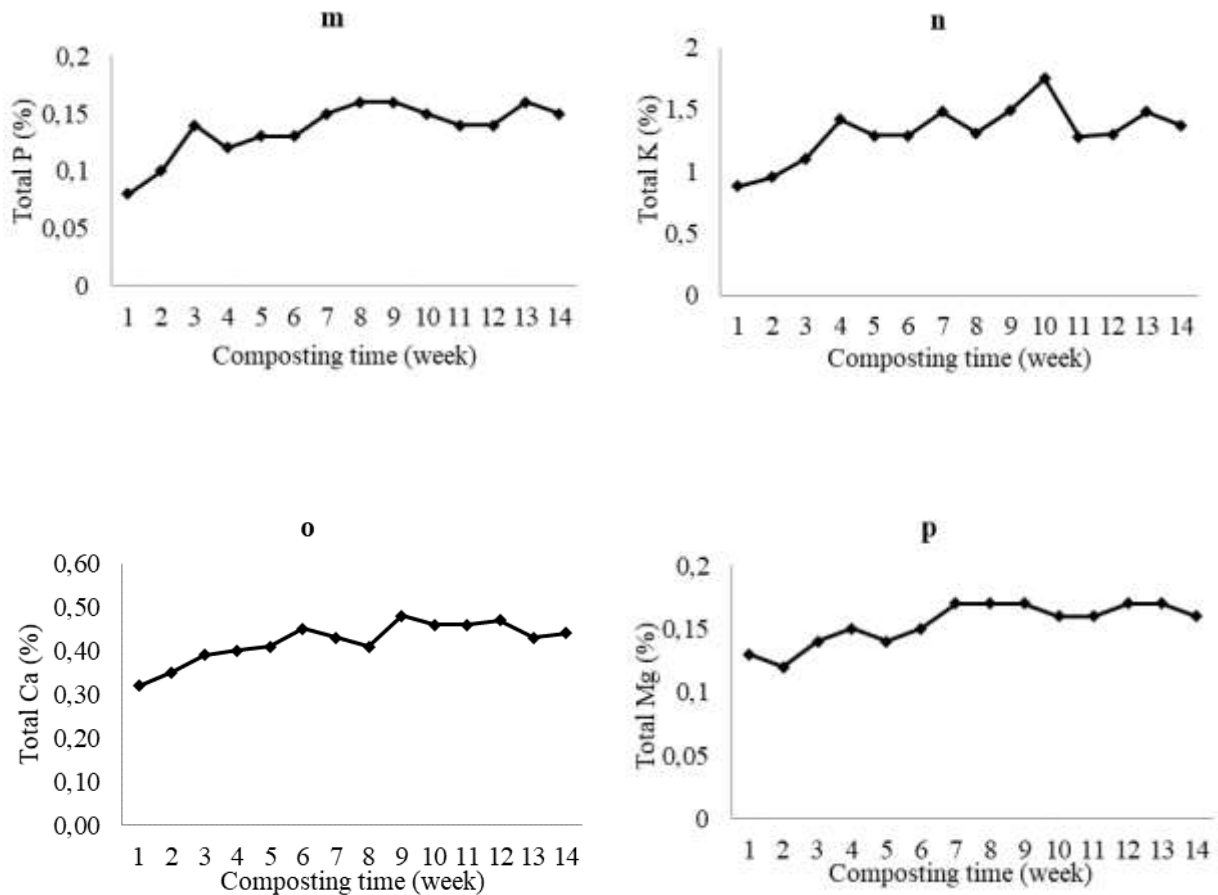 m
0,2
0,15
0,1
0,05
0
Total P (%)
1 2 3 4 5 6 7 8 9 10 11 12 13 14
Composting time (week)
n
2
1,5
1
0,5
0
Total K (%)
1 2 3 4 5 6 7 8 9 10 11 12 13 14
Composting time (week)
o
0,60
0,50
0,40
0,30
0,20
0,10
0,00
Total Ca (%)
1 2 3 4 5 6 7 8 9 10 11 12 13 14
Composting time (week)
p
0,2
0,15
0,1
0,05
0
Total Mg (%)
1 2 3 4 5 6 7 8 9 10 11 12 13 14
Composting time (week)